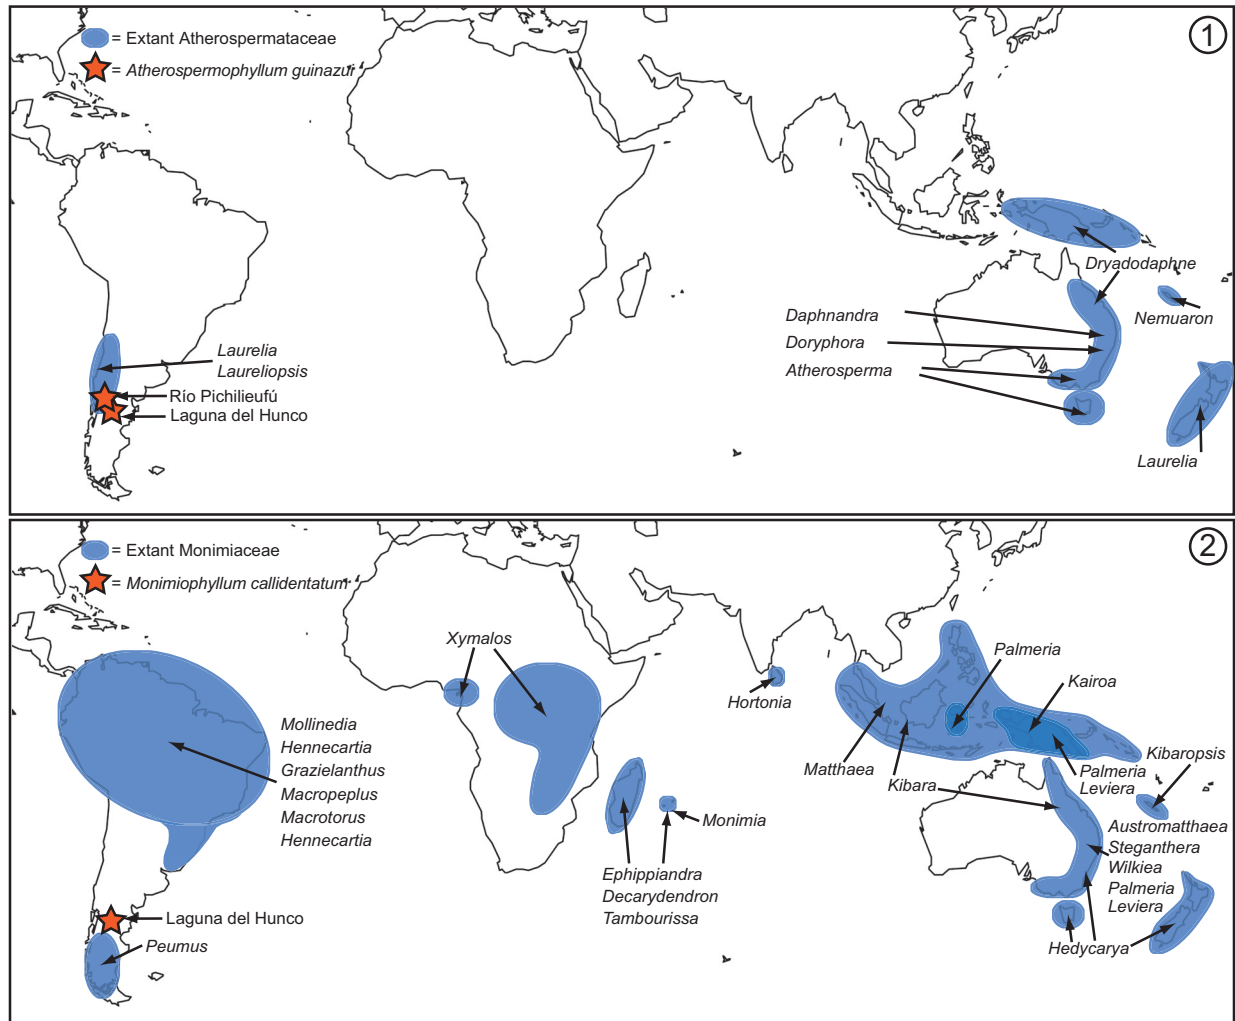 1
= Extant Atherospermataceae
= Atherospermophyllum guinazui
Dryadodaphne
Nemuaron
Daphnandra
Doryphora
Atherosperma
Laurelia
Laureliopsis
Río Pichilieufú
Laguna del Hunco
Laurelia
2
= Extant Monimiaceae
= Monimiophyllum callidentatum
Xymalos
Palmeria
Kairoa
Hortonia
Mollinedia
Hennecartia
Grazielanthus
Macropeplus
Macrotorus
Hennecartia
Matthaea
Kibara
Kibaropsis
Palmeria
Leviera
Monimia
Austromatthaea
Steganthera
Wilkiea
Palmeria
Leviera
Ephippiandra
Decarydendron
Tambourissa
Laguna del Hunco
Peumus
Hedycarya